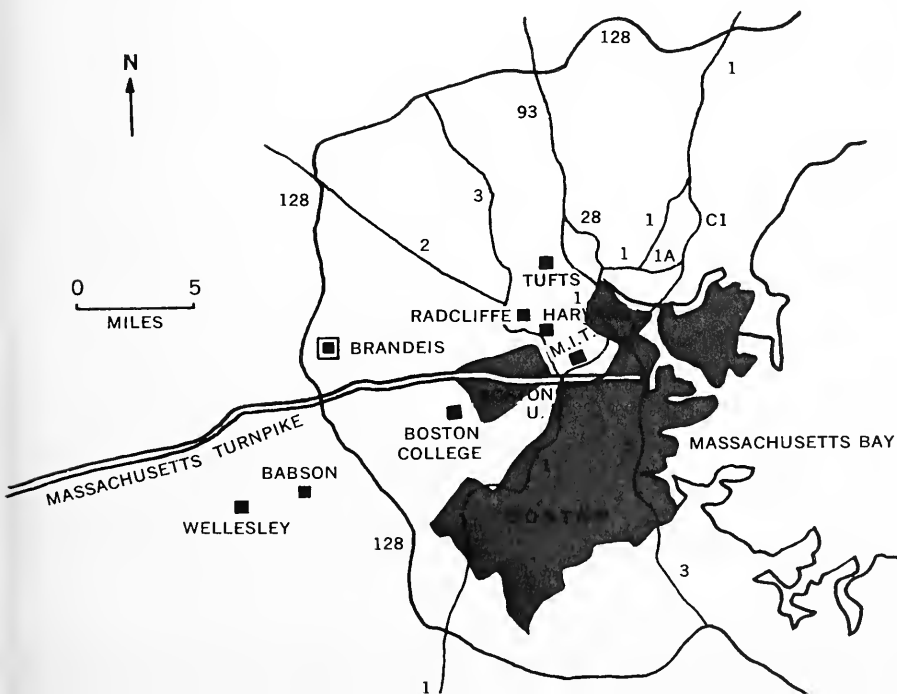 128
N
1
93
128
3
28
1
C1
2
1
1A
0 5
MILES
TUFTS
1
RADCLIFFE
HARV
M.I.T.
BRANDEIS
U.
BOSTON
COLLEGE
MASSACHUSETTS TURNPIKE
MASSACHUSETTS BAY
BABSON
WELLESLEY
128
3
1